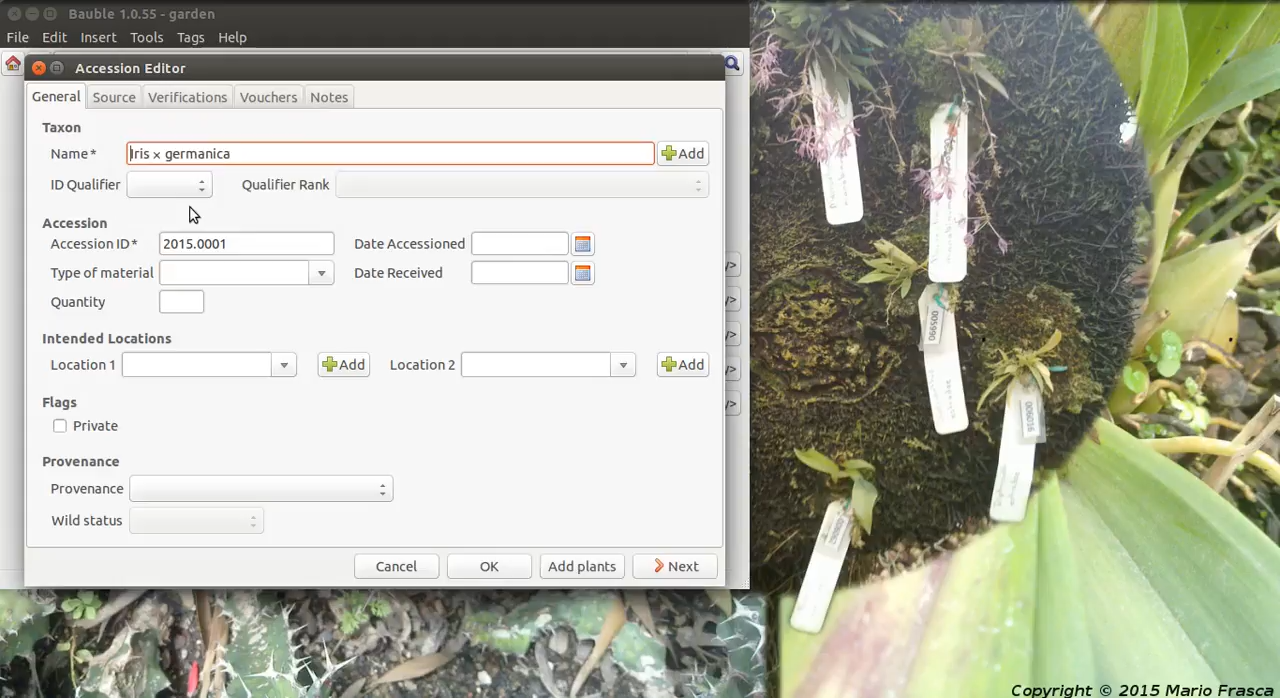 Bauble 1.0.55 - garden
File Edit Insert Tools Tags Help
Accession Editor
General Source Verifications Vouchers Notes
Taxon
Name* Iris × germanica Add
ID Qualifier Qualifier Rank
Accession
Accession ID* 2015.0001 Date Accessioned
Type of material Date Received
Quantity
Intended Locations
Location 1 Add Location 2 Add
Flags
Private
Provenance
Provenance
Wild status
Cancel OK Add plants Next
/>
/>
/>
/>
/>
005990
0060119
Copyright © 2015 Mario Frasca